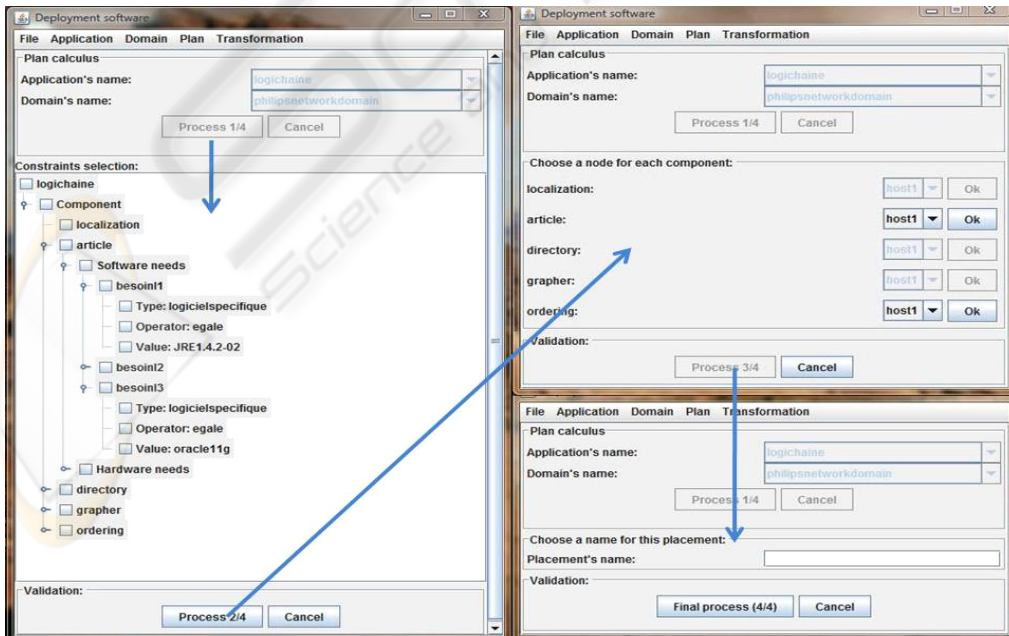 Deployment software
File Application Domain Plan Transformation
Plan calculus
Application's name: logichaine
Domain's name: philipsnetworkdomain
Process 1/4 Cancel
Constraints selection:
logichaine
Component
localization
article
Software needs
besoinl1
Type: logicielspecifique
Operator: egale
Value: JRE1.4.2-02
besoinl2
besoinl3
Type: logicielspecifique
Operator: egale
Value: oracle11g
Hardware needs
directory
grapher
ordering
Validation:
Process 2/4 Cancel
Deployment software
File Application Domain Plan Transformation
Plan calculus
Application's name: logichaine
Domain's name: philipsnetworkdomain
Process 1/4 Cancel
Choose a node for each component:
localization: host1 Ok
article: host1 Ok
directory: host1 Ok
grapher: host1 Ok
ordering: host1 Ok
Validation:
Process 3/4 Cancel
File Application Domain Plan Transformation
Plan calculus
Application's name: logichaine
Domain's name: philipsnetworkdomain
Process 1/4 Cancel
Choose a name for this placement:
Placement's name:
Validation:
Final process (4/4) Cancel